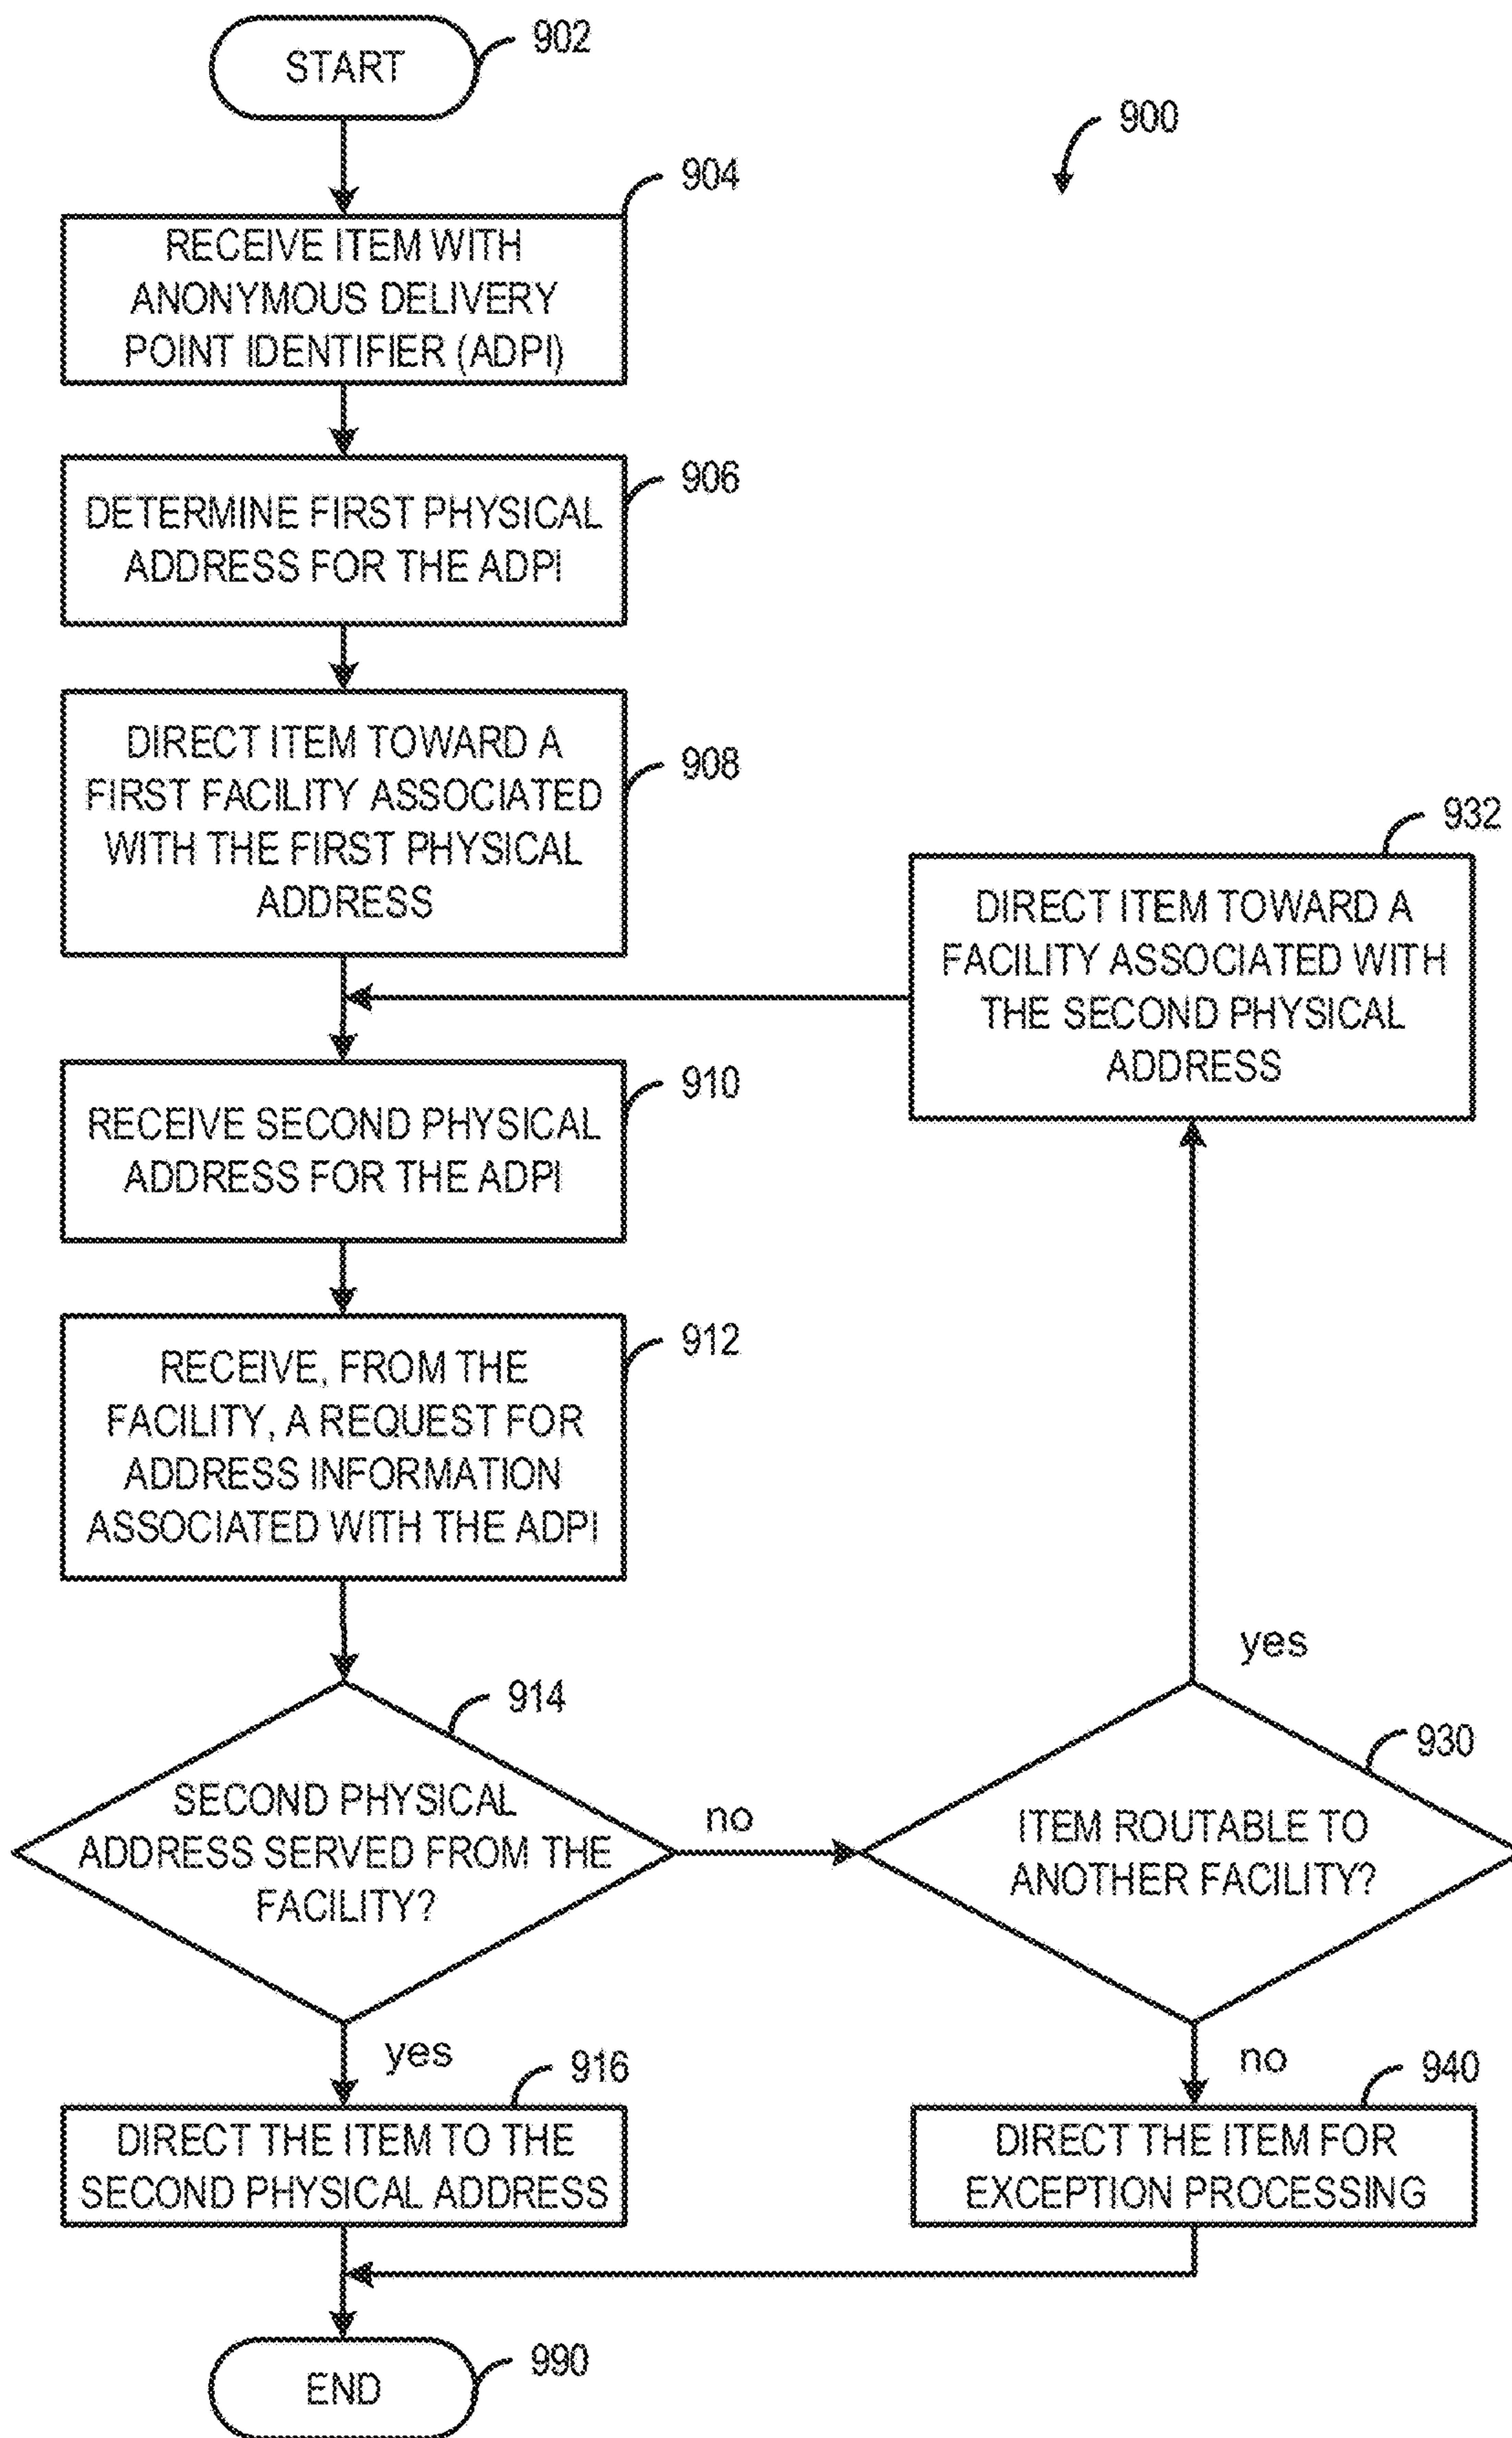 START
902
900
904
RECEIVE ITEM WITH
ANONYMOUS DELIVERY
POINT IDENTIFIER (ADPI)
906
DETERMINE FIRST PHYSICAL
ADDRESS FOR THE ADPI
908
DIRECT ITEM TOWARD A
FIRST FACILITY ASSOCIATED
WITH THE FIRST PHYSICAL
ADDRESS
932
DIRECT ITEM TOWARD A
FACILITY ASSOCIATED WITH
THE SECOND PHYSICAL
ADDRESS
910
RECEIVE SECOND PHYSICAL
ADDRESS FOR THE ADPI
912
RECEIVE, FROM THE
FACILITY, A REQUEST FOR
ADDRESS INFORMATION
ASSOCIATED WITH THE ADPI
914
SECOND PHYSICAL
ADDRESS SERVED FROM THE
FACILITY?
no
yes
930
ITEM ROUTABLE TO
ANOTHER FACILITY?
yes
916
DIRECT THE ITEM TO THE
SECOND PHYSICAL ADDRESS
no
940
DIRECT THE ITEM FOR
EXCEPTION PROCESSING
END
990